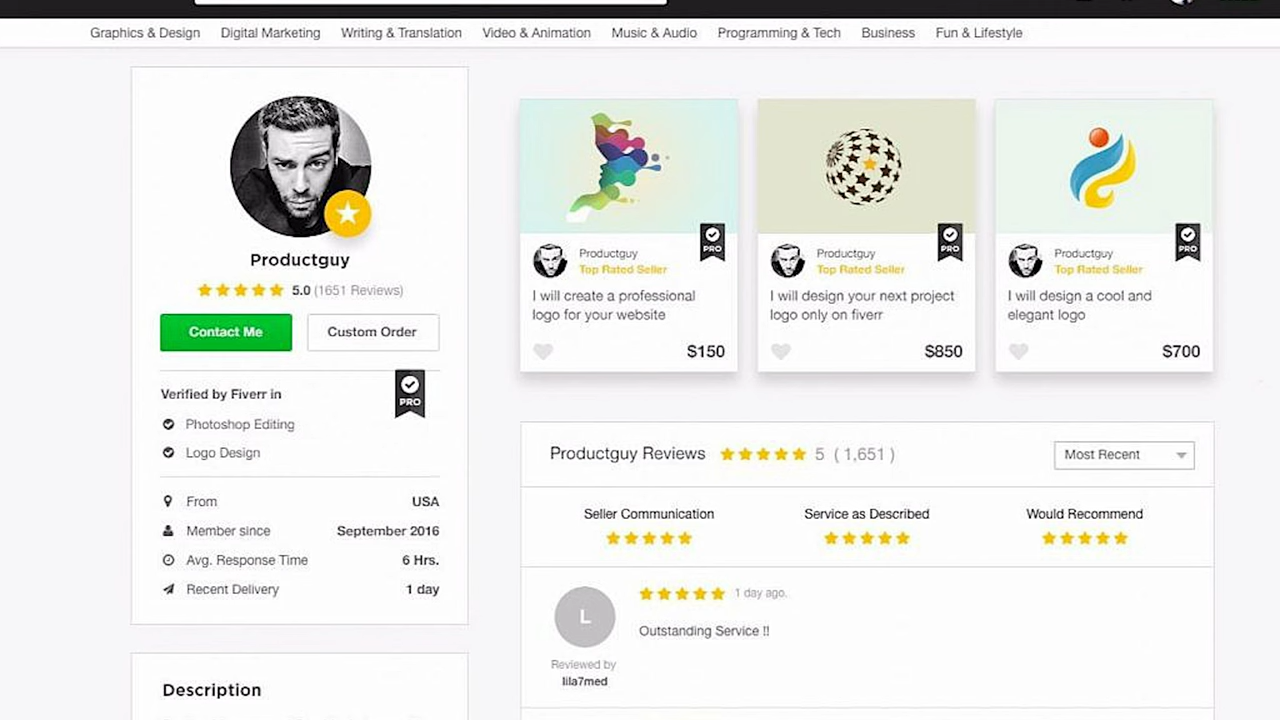 Graphics & Design Digital Marketing Writing & Translation Video & Animation Music & Audio Programming & Tech Business Fun & Lifestyle
Productguy
5.0 (1651 Reviews)
Contact Me Custom Order
Verified by Fiverr in
PRO
Photoshop Editing
Logo Design
From USA
Member since September 2016
Avg. Response Time 6 Hrs.
Recent Delivery 1 day
Description
PRO
Productguy
Top Rated Seller
I will create a professional
logo for your website
$150
PRO
Productguy
Top Rated Seller
I will design your next project
logo only on fiverr
$850
PRO
Productguy
Top Rated Seller
I will design a cool and
elegant logo
$700
Productguy Reviews 5 ( 1,651 ) Most Recent
Seller Communication Service as Described Would Recommend
L
1 day ago.
Outstanding Service !!
Reviewed by
lila7med